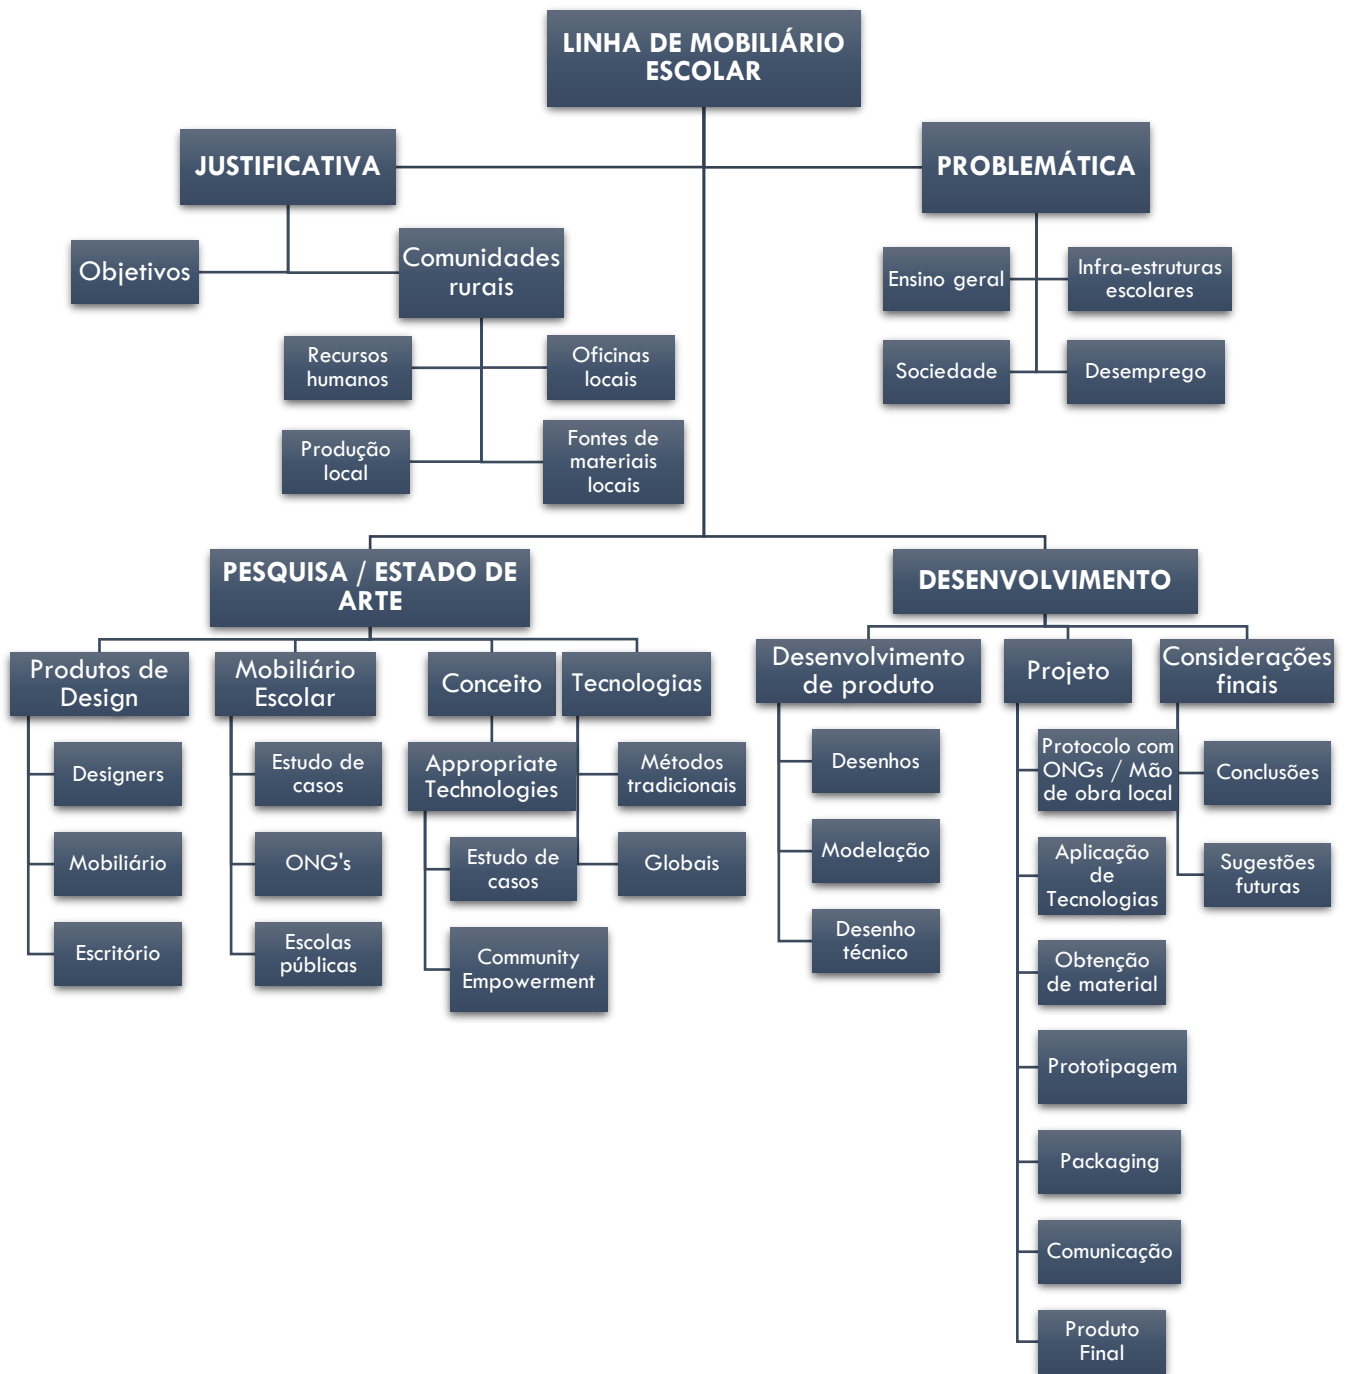 LINHA DE MOBILIÁRIO
ESCOLAR
JUSTIFICATIVA
PROBLEMÁTICA
Objetivos
Comunidades
rurais
Recursos
humanos
Oficinas
locais
Produção
local
Fontes de
materiais
locais
Ensino geral
Infra-estruturas
escolares
Sociedade
Desemprego
PESQUISA / ESTADO DE
ARTE
Produtos de
Design
Designers
Mobiliário
Escritório
Mobiliário
Escolar
Estudo de
casos
ONG's
Escolas
públicas
Conceito
Appropriate
Technologies
Estudo de
casos
Community
Empowerment
Tecnologias
Métodos
tradicionais
Globais
DESENVOLVIMENTO
Desenvolvimento
de produto
Desenhos
Modelação
Desenho
técnico
Projeto
Protocolo com
ONGs / Mão
de obra local
Aplicação
de
Tecnologias
Obtenção
de material
Prototipagem
Packaging
Comunicação
Produto
Final
Considerações
finais
Conclusões
Sugestões
futuras